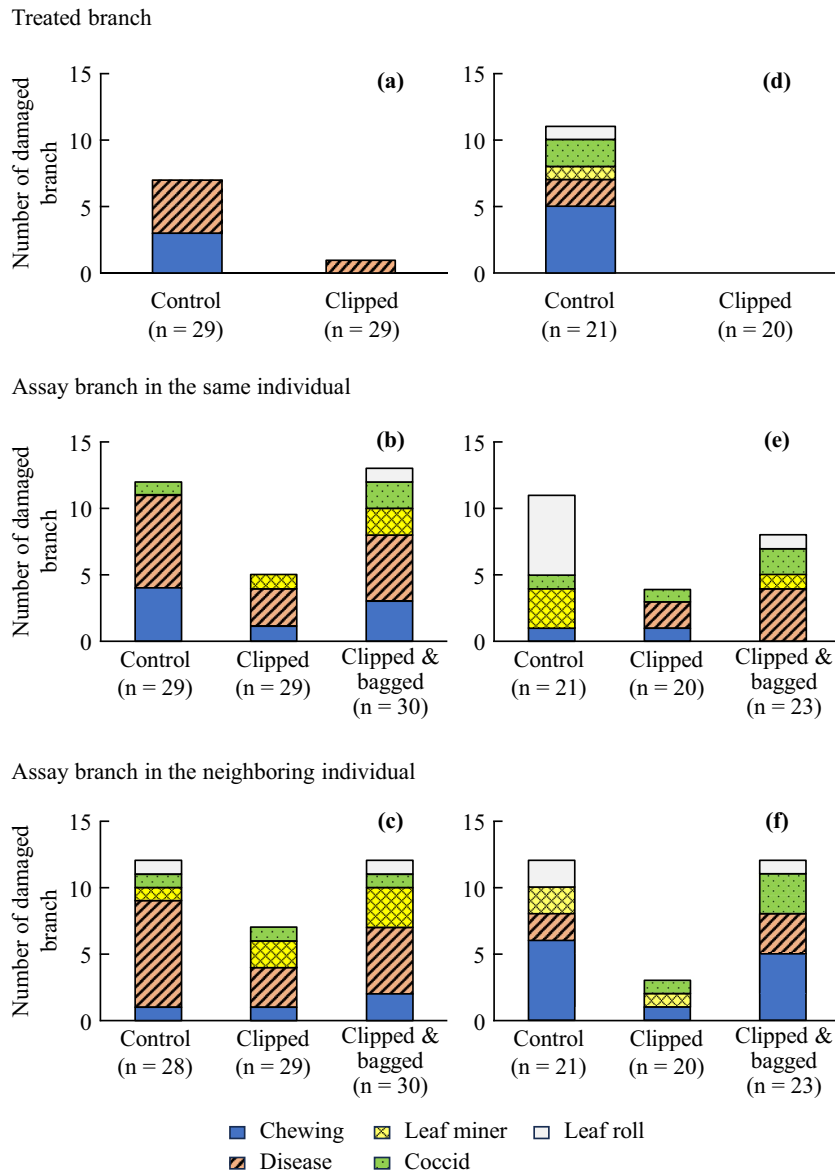 Treated branch
Number of damaged
branch
15
10
5
0
(a)
Control
(n = 29)
Clipped
(n = 29)
15
10
5
0
(d)
Control
(n = 21)
Clipped
(n = 20)
Assay branch in the same individual
Number of damaged
branch
15
10
5
0
(b)
Control
(n = 29)
Clipped
(n = 29)
Clipped &
bagged
(n = 30)
15
10
5
0
(e)
Control
(n = 21)
Clipped
(n = 20)
Clipped &
bagged
(n = 23)
Assay branch in the neighboring individual
Number of damaged
branch
15
10
5
0
(c)
Control
(n = 28)
Clipped
(n = 29)
Clipped &
bagged
(n = 30)
15
10
5
0
(f)
Control
(n = 21)
Clipped
(n = 20)
Clipped &
bagged
(n = 23)
Chewing
Leaf miner
Leaf roll
Disease
Coccid